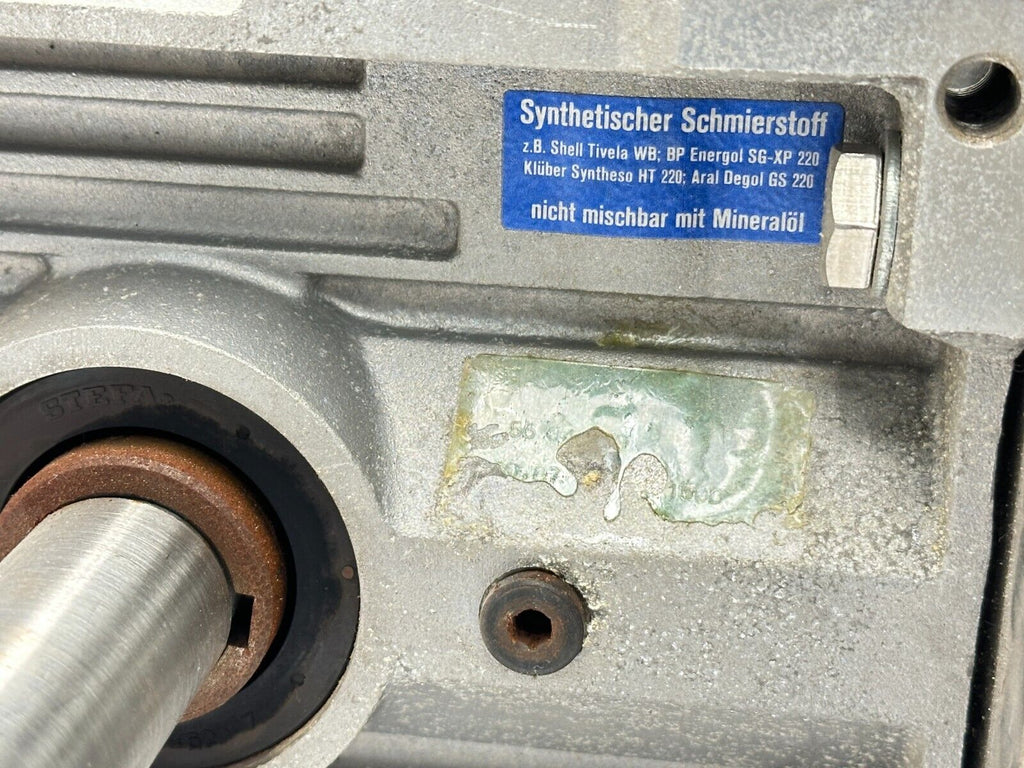 Synthetischer Schmierstoff
z.B. Shell Tivela WB; BP Energol SG-XP 220
Klüber Syntheso HT 220; Aral Degol GS 220
nicht mischbar mit Mineralöl
STEFA